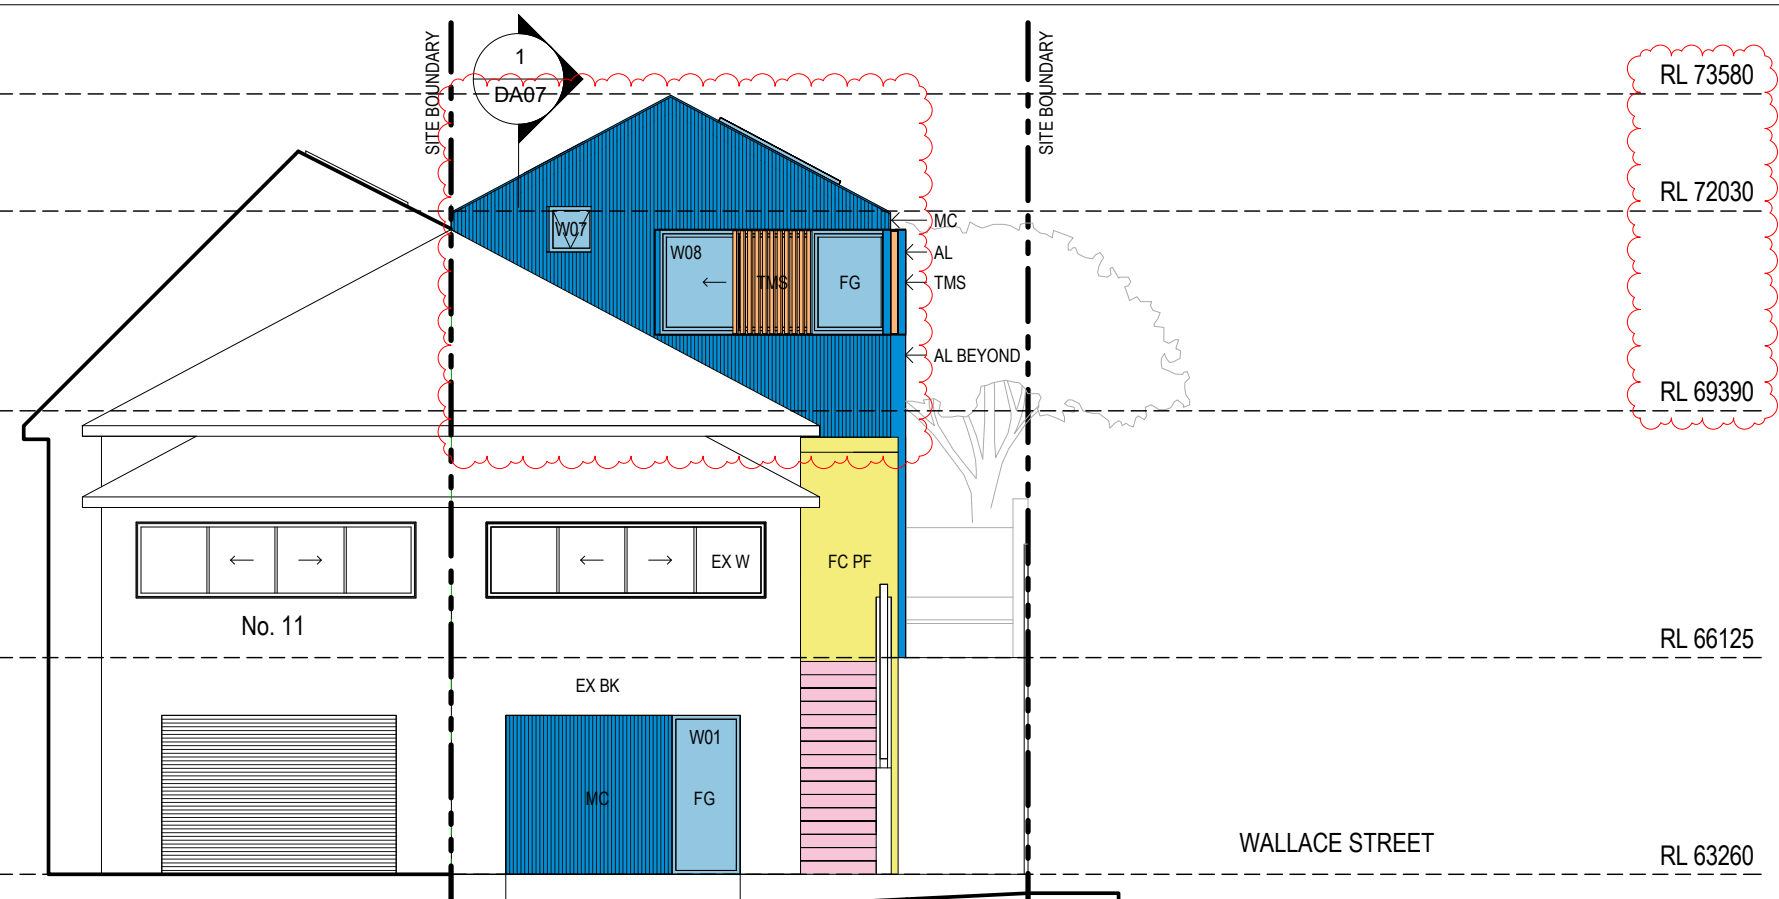 SITE BOUNDARY
1
DA07
SITE BOUNDARY
RL 73580
RL 72030
MC
W07
W08
AL
TMS
FG
TMS
AL BEYOND
RL 69390
EX W
FC PF
No. 11
RL 66125
EX BK
W01
MC
FG
WALLACE STREET
RL 63260